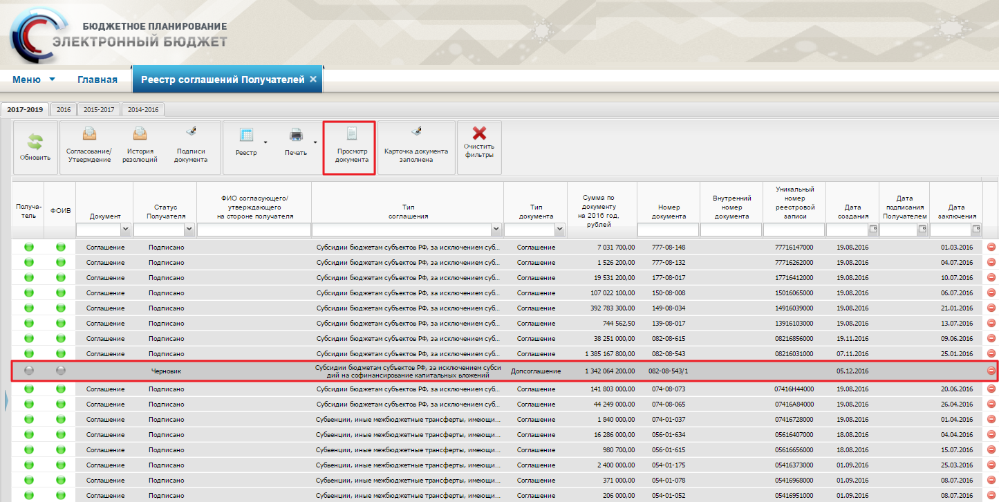 БЮДЖЕТНОЕ ПЛАНИРОВАНИЕ
ЭЛЕКТРОННЫЙ БЮДЖЕТ
Меню Главная Реестр соглашений Получателей ×
2017-2019 2016 2015-2017 2014-2016
Обновить
Согласование/
Утверждение
История
резолюций
Подписи
документа
Реестр
Печать
Просмотр
документа
Карточка документа
заполнена
Очистить
фильтры
Получа-
тель
ФОИВ
Документ
Статус
Получателя
ФИО согласующего/
утверждающего
на стороне получателя
Тип
соглашения
Тип
документа
Сумма по
документу
на 2016 год,
рублей
Номер
документа
Внутренний
номер
документа
Уникальный
номер
реестровой
записи
Дата
создания
Дата
подписания
Получателем
Дата
заключения
Соглашение Подписано Субсидии бюджетам субъектов РФ, за исключением суб... Соглашение 7 031 700,00 777-08-148 77716147000 19.08.2016 01.03.2016
Соглашение Подписано Субсидии бюджетам субъектов РФ, за исключением суб... Соглашение 1 526 200,00 777-08-132 77716262000 19.08.2016 04.07.2016
Соглашение Подписано Субсидии бюджетам субъектов РФ, за исключением суб... Соглашение 19 531 200,00 177-08-017 17716412000 19.08.2016 10.07.2016
Соглашение Подписано Субсидии бюджетам субъектов РФ, за исключением суб... Соглашение 107 022 100,00 150-08-008 15016065000 19.08.2016 06.07.2016
Соглашение Подписано Субсидии бюджетам субъектов РФ, за исключением суб... Соглашение 392 783 300,00 149-08-034 14916039000 19.08.2016 21.01.2016
Соглашение Подписано Субсидии бюджетам субъектов РФ, за исключением суб... Соглашение 744 562,50 139-08-017 13916103000 19.08.2016 13.07.2016
Соглашение Подписано Субсидии бюджетам субъектов РФ, за исключением суб... Соглашение 38 251 000,00 082-08-615 08216856000 19.11.2016 09.06.2016
Соглашение Подписано Субсидии бюджетам субъектов РФ, за исключением суб... Соглашение 1 385 167 800,00 082-08-543 08216031000 07.11.2016 25.01.2016
Черновик Субсидии бюджетам субъектов РФ, за исключением субси
дий на софинансирование капитальных вложений Допсоглашение 1 342 064 200,00 082-08-543/1 05.12.2016
Соглашение Подписано Субсидии бюджетам субъектов РФ, за исключением суб... Соглашение 141 803 000,00 074-08-073 07416Н44000 19.08.2016 20.06.2016
Соглашение Подписано Субсидии бюджетам субъектов РФ, за исключением суб... Соглашение 44 249 000,00 074-08-065 07416А84000 19.08.2016 26.04.2016
Соглашение Подписано Субвенции, иные межбюджетные трансферты, имеющи... Соглашение 1 840 000,00 074-01-037 07416728000 19.08.2016 01.04.2016
Соглашение Подписано Субвенции, иные межбюджетные трансферты, имеющи... Соглашение 16 286 000,00 056-01-634 05616407000 18.08.2016 04.04.2016
Соглашение Подписано Субвенции, иные межбюджетные трансферты, имеющи... Соглашение 980 700,00 056-01-615 05616656000 18.08.2016 15.07.2016
Соглашение Подписано Субвенции, иные межбюджетные трансферты, имеющи... Соглашение 2 400 000,00 054-01-175 05416373000 01.09.2016 25.03.2016
Соглашение Подписано Субвенции, иные межбюджетные трансферты, имеющи... Соглашение 371 000,00 054-01-078 05416968000 01.09.2016 08.07.2016
Соглашение Подписано Субвенции, иные межбюджетные трансферты, имеющи... Соглашение 206 000,00 054-01-052 05416951000 01.09.2016 08.07.2016